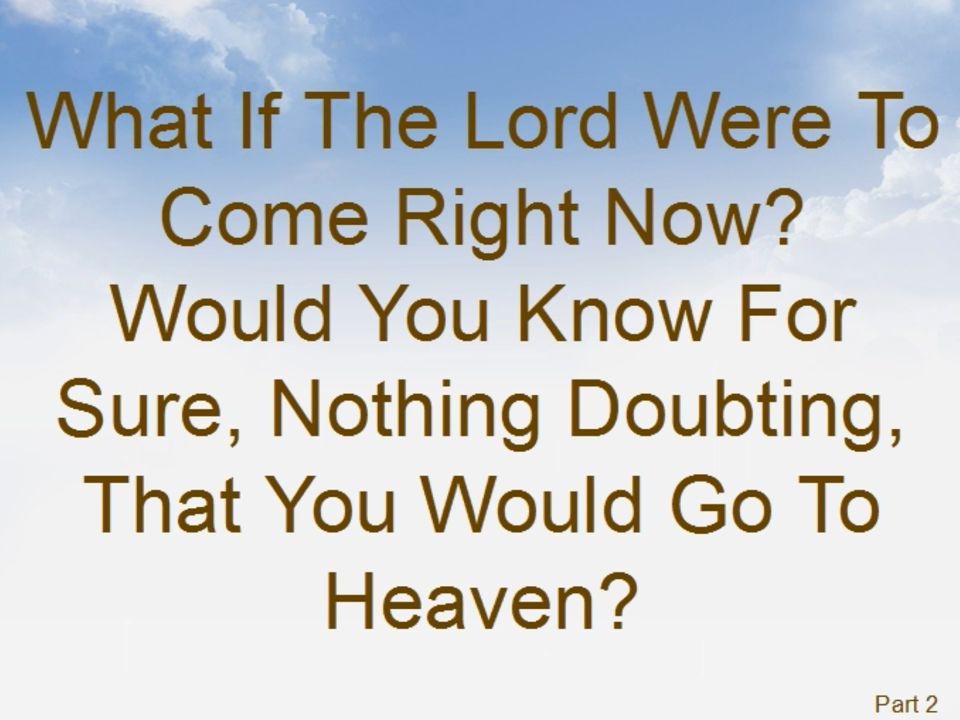 What If The Lord Were To
Come Right Now?
Would You Know For
Sure, Nothing Doubting,
That You Would Go To
Heaven?
Part 2